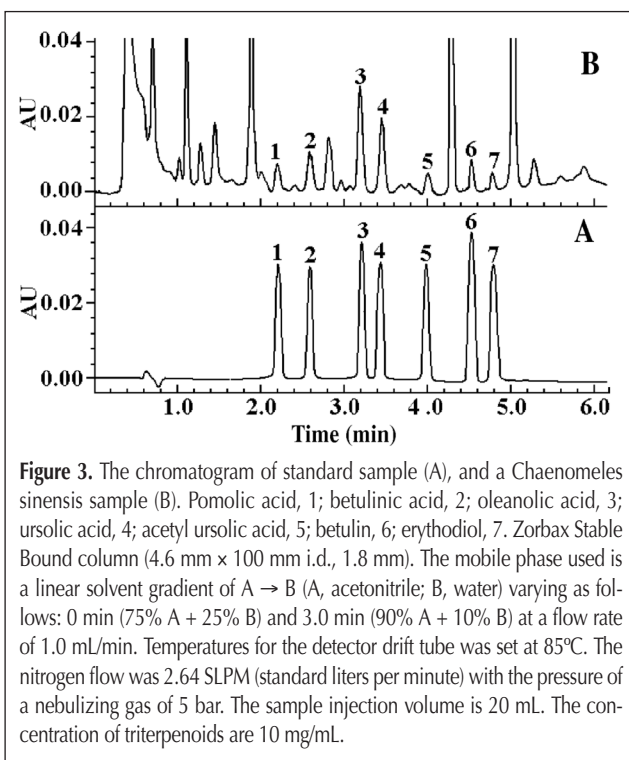 0.04
B
3
4
AU
0.02
1
2
5
6
7
0.00
0.04
A
6
3
1
2
4
5
7
AU
0.02
0.00
1.0 2.0 3.0 4.0 5.0 6.0
Time (min)
Figure 3. The chromatogram of standard sample (A), and a Chaenomeles
sinensis sample (B). Pomolic acid, 1; betulinic acid, 2; oleanolic acid, 3;
ursolic acid, 4; acetyl ursolic acid, 5; betulin, 6; erythodiol, 7. Zorbax Stable
Bound column (4.6 mm × 100 mm i.d., 1.8 mm). The mobile phase used is
a linear solvent gradient of A → B (A, acetonitrile; B, water) varying as fol-
lows: 0 min (75% A + 25% B) and 3.0 min (90% A + 10% B) at a flow rate
of 1.0 mL/min. Temperatures for the detector drift tube was set at 85ºC. The
nitrogen flow was 2.64 SLPM (standard liters per minute) with the pressure of
a nebulizing gas of 5 bar. The sample injection volume is 20 mL. The con-
centration of triterpenoids are 10 mg/mL.